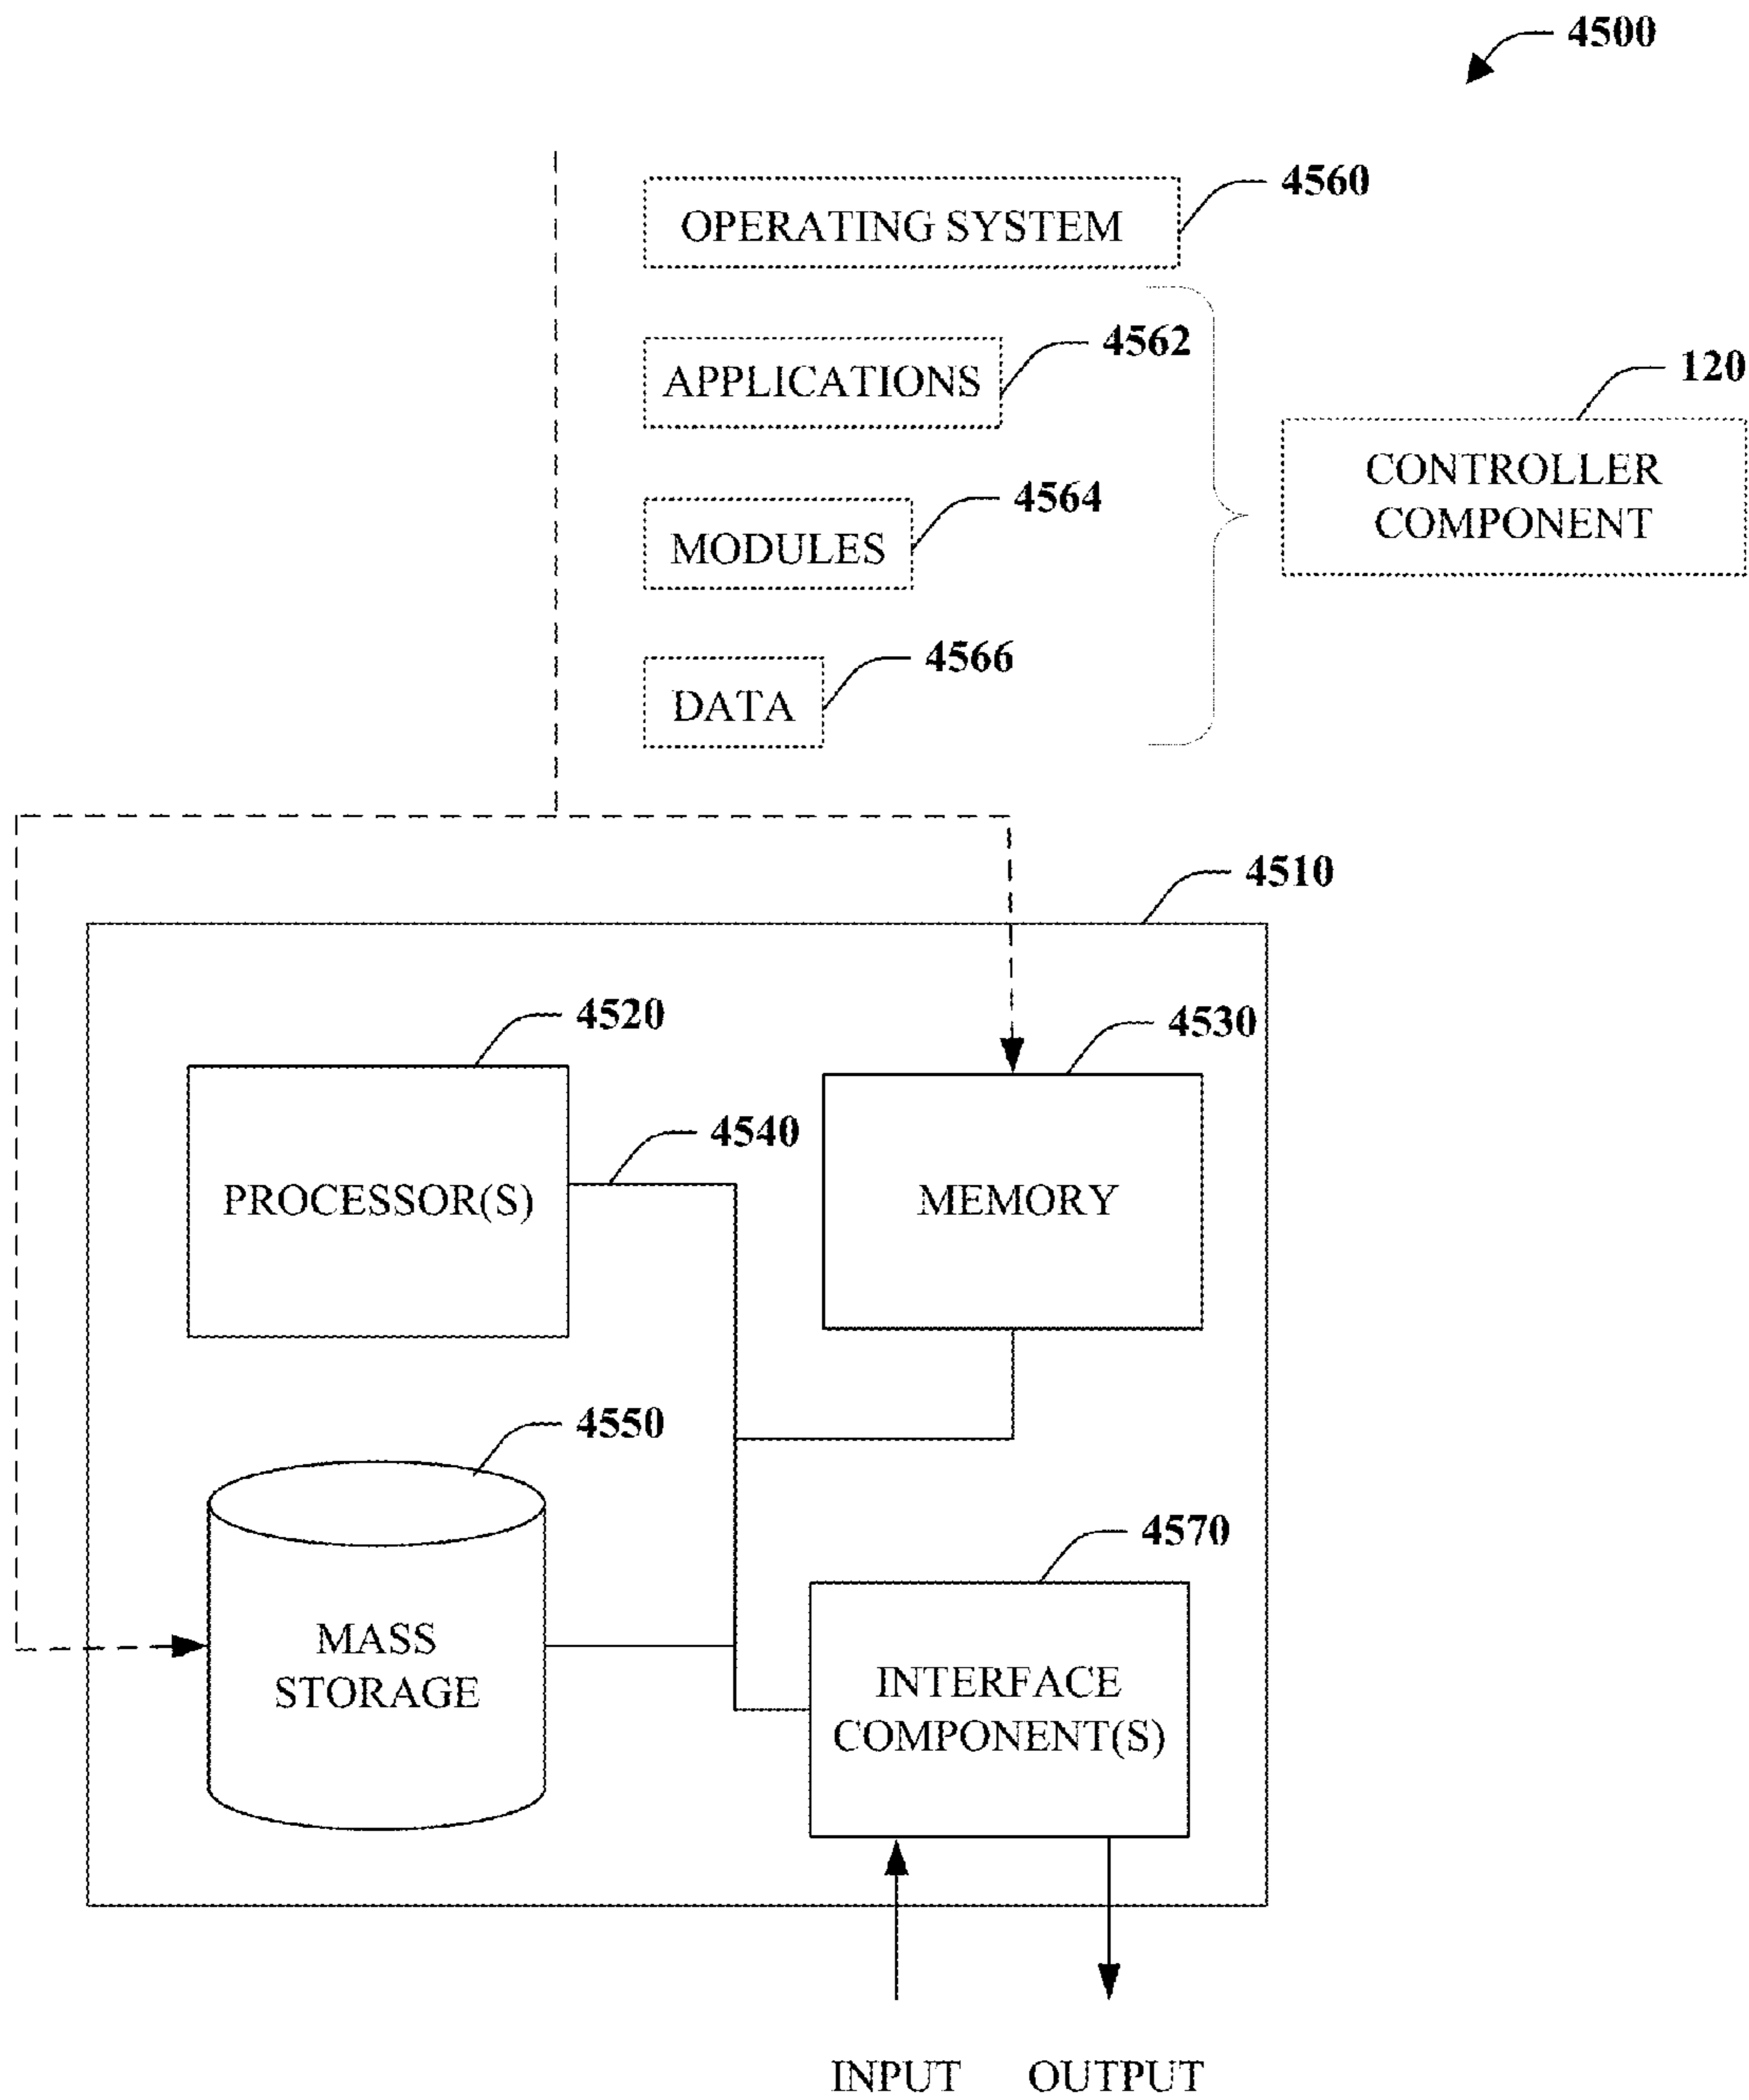 4500
4560
OPERATING SYSTEM
4562
APPLICATIONS
120
CONTROLLER
COMPONENT
4564
MODULES
4566
DATA
4510
4520
4530
4540
PROCESSOR(S)
MEMORY
4550
4570
MASS
STORAGE
INTERFACE
COMPONENT(S)
INPUT
OUTPUT